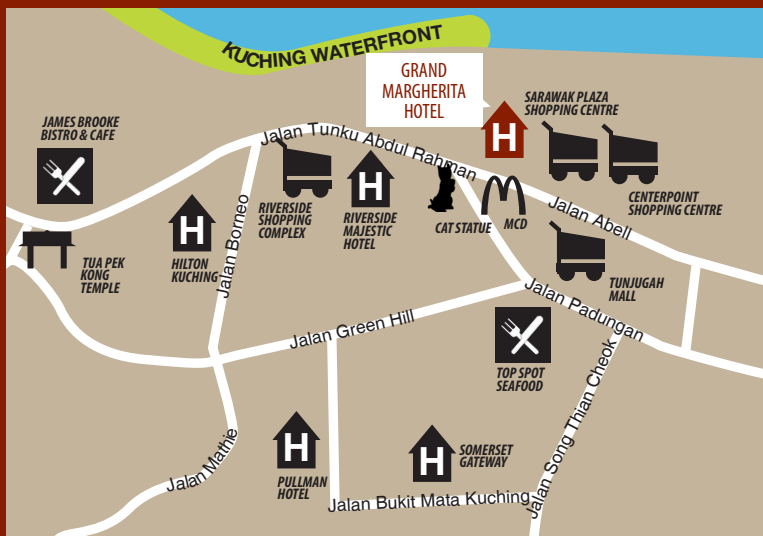 KUCHING WATERFRONT
GRAND
MARGHERITA
HOTEL
SARAWAK PLAZA
SHOPPING CENTRE
JAMES BROOKE
BISTRO & CAFE
Jalan Tunku Abdul Rahman
H
H
CENTERPOINT
SHOPPING CENTRE
Jalan Abell
H
RIVERSIDE
SHOPPING
COMPLEX
RIVERSIDE
MAJESTIC
HOTEL
CAT STATUE
MCD
TUA PEK
KONG
TEMPLE
HILTON
KUCHING
Jalan Borneo
TUNJUGAH
MALL
Jalan Padungan
Jalan Green Hill
TOP SPOT
SEAFOOD
Jalan Song Thian Cheok
Jalan Mathie
H
PULLMAN
HOTEL
H
SOMERSET
GATEWAY
Jalan Bukit Mata Kuching